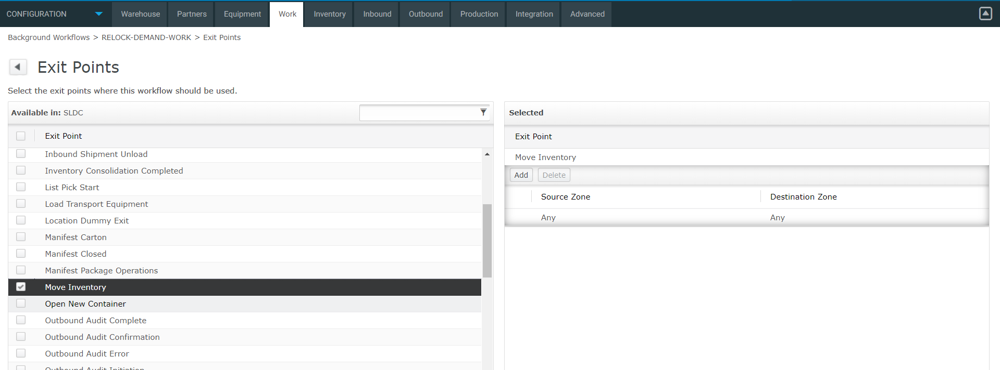 CONFIGURATION Warehouse Partners Equipment Work Inventory Inbound Outbound Production Integration Advanced
Background Workflows > RELOCK-DEMAND-WORK > Exit Points
Exit Points
Select the exit points where this workflow should be used.
Available in: SLDC
Exit Point
Inbound Shipment Unload
Inventory Consolidation Completed
List Pick Start
Load Transport Equipment
Location Dummy Exit
Manifest Carton
Manifest Closed
Manifest Package Operations
Move Inventory
Open New Container
Outbound Audit Complete
Outbound Audit Confirmation
Outbound Audit Error
Outbound Audit Initiation
Selected
Exit Point
Move Inventory
Add Delete
Source Zone Destination Zone
Any Any